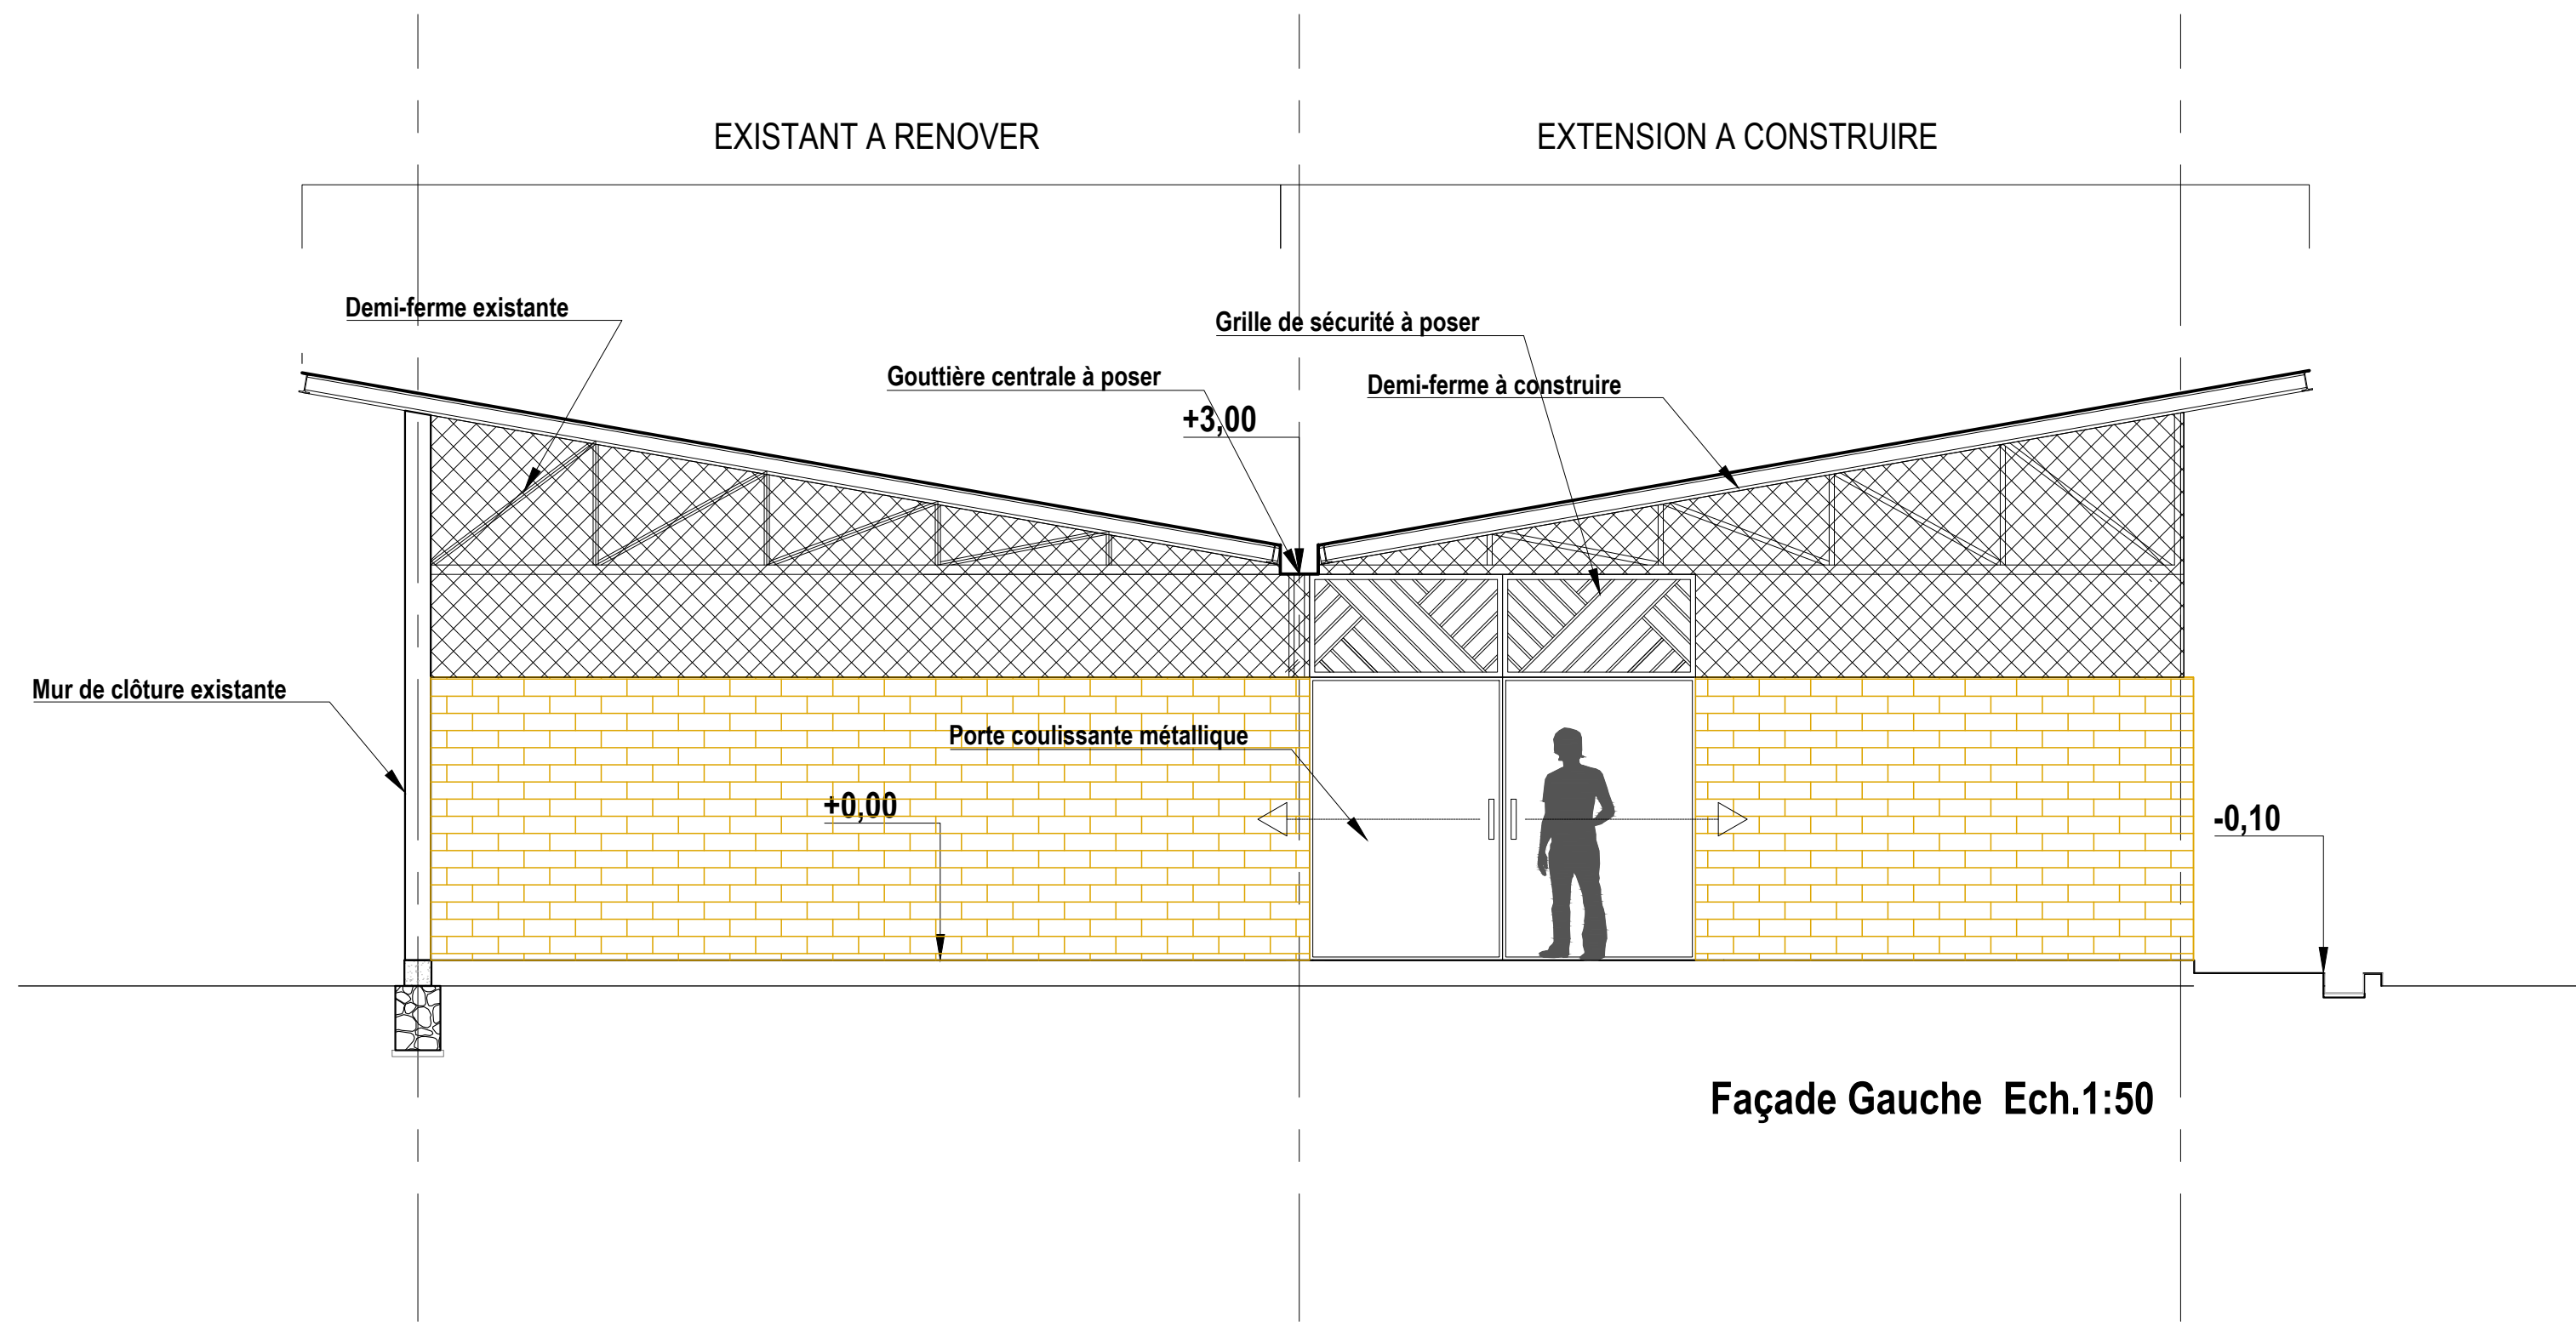 EXISTANT A RENOVER
EXTENSION A CONSTRUIRE
Demi-ferme existante
Grille de sécurité à poser
Gouttière centrale à poser
Demi-ferme à construire
+3,00
Mur de clôture existante
Porte coulissante métallique
+0,00
-0,10
Façade Gauche Ech.1:50